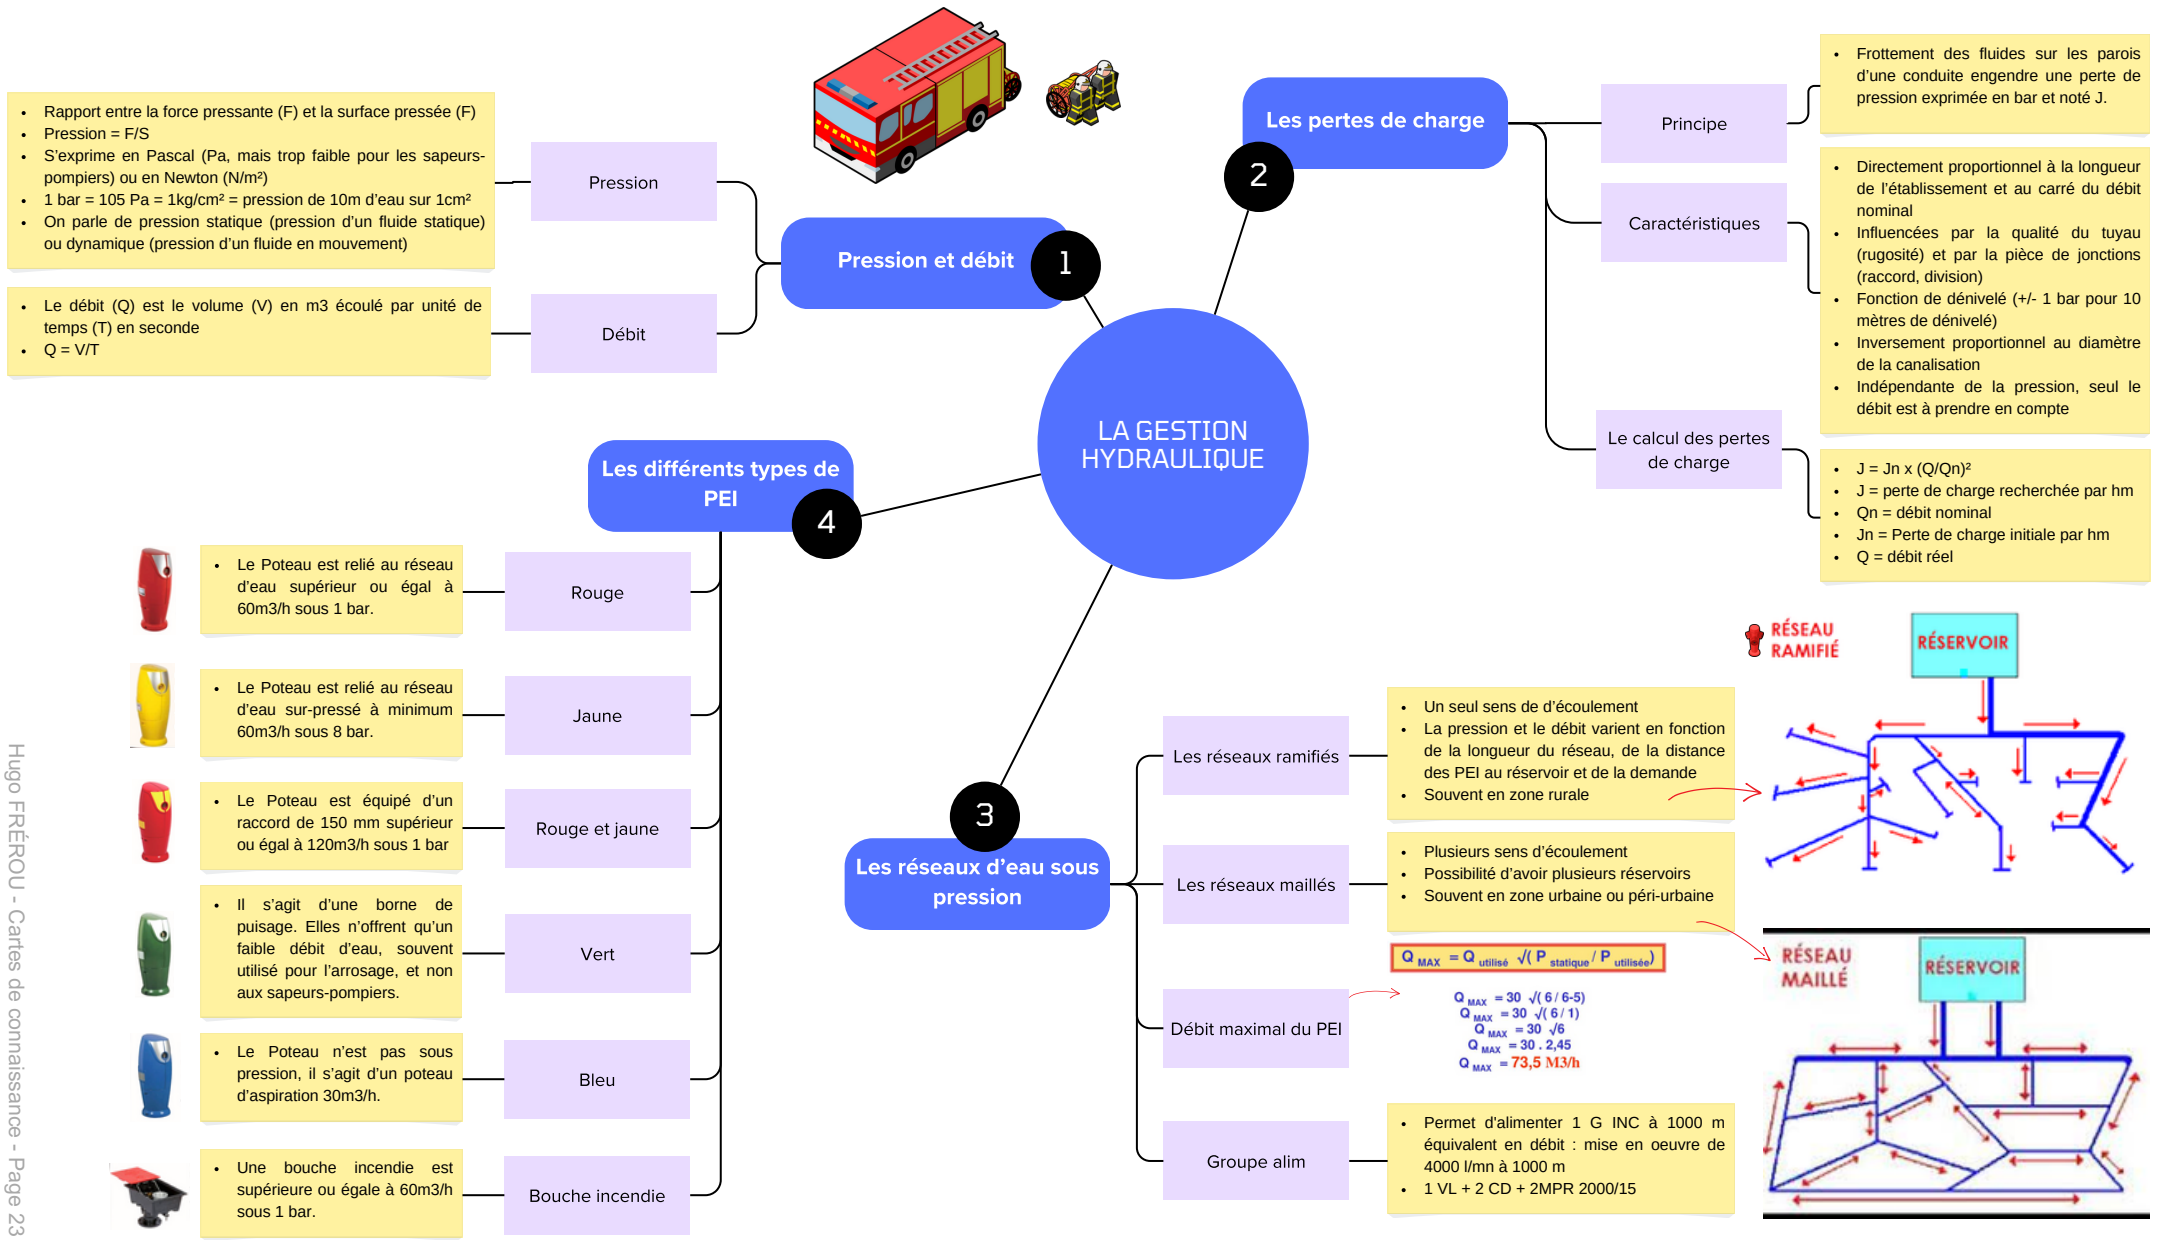 LA GESTION
HYDRAULIQUE
1
Pression et débit
Pression
• Rapport entre la force pressante (F) et la surface pressée (F)
• Pression = F/S
• S'exprime en Pascal (Pa, mais trop faible pour les sapeurs-
pompiers) ou en Newton (N/m²)
• 1 bar = 105 Pa = 1kg/cm² = pression de 10m d'eau sur 1cm²
• On parle de pression statique (pression d'un fluide statique)
ou dynamique (pression d'un fluide en mouvement)
Débit
• Le débit (Q) est le volume (V) en m3 écoulé par unité de
temps (T) en seconde
• Q = V/T
2
Les pertes de charge
Principe
• Frottement des fluides sur les parois
d'une conduite engendre une perte de
pression exprimée en bar et noté J.
Caractéristiques
• Directement proportionnel à la longueur
de l'établissement et au carré du débit
nominal
• Influencées par la qualité du tuyau
(rugosité) et par la pièce de jonctions
(raccord, division)
• Fonction de dénivelé (+/- 1 bar pour 10
mètres de dénivelé)
• Inversement proportionnel au diamètre
de la canalisation
• Indépendante de la pression, seul le
débit est à prendre en compte
Le calcul des pertes
de charge
• J = Jn x (Q/Qn)²
• J = perte de charge recherchée par hm
• Qn = débit nominal
• Jn = Perte de charge initiale par hm
• Q = débit réel
3
Les réseaux d'eau sous
pression
Les réseaux ramifiés
• Un seul sens de d'écoulement
• La pression et le débit varient en fonction
de la longueur du réseau, de la distance
des PEI au réservoir et de la demande
• Souvent en zone rurale
RÉSEAU
RAMIFIÉ
RÉSERVOIR
Les réseaux maillés
• Plusieurs sens d'écoulement
• Possibilité d'avoir plusieurs réservoirs
• Souvent en zone urbaine ou péri-urbaine
RÉSEAU
MAILLÉ
RÉSERVOIR
Débit maximal du PEI
Q MAX = Q utilisé √( P statique / P utilisée)
Q MAX = 30 √( 6 / 6-5)
Q MAX = 30 √( 6 / 1)
Q MAX = 30 √6
Q MAX = 30 . 2,45
Q MAX = 73,5 M3/h
Groupe alim
• Permet d'alimenter 1 G INC à 1000 m
équivalent en débit : mise en oeuvre de
4000 l/mn à 1000 m
• 1 VL + 2 CD + 2MPR 2000/15
4
Les différents types de
PEI
Rouge
• Le Poteau est relié au réseau
d'eau supérieur ou égal à
60m3/h sous 1 bar.
Jaune
• Le Poteau est relié au réseau
d'eau sur-pressé à minimum
60m3/h sous 8 bar.
Rouge et jaune
• Le Poteau est équipé d'un
raccord de 150 mm supérieur
ou égal à 120m3/h sous 1 bar
Vert
• Il s'agit d'une borne de
puisage. Elles n'offrent qu'un
faible débit d'eau, souvent
utilisé pour l'arrosage, et non
aux sapeurs-pompiers.
Bleu
• Le Poteau n'est pas sous
pression, il s'agit d'un poteau
d'aspiration 30m3/h.
Bouche incendie
• Une bouche incendie est
supérieure ou égale à 60m3/h
sous 1 bar.
Hugo FRÉROU - Cartes de connaissance - Page 23